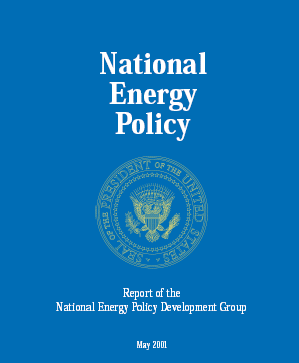 National
Energy
Policy
SEAL OF THE PRESIDENT OF THE UNITED STATES
Report of the
National Energy Policy Development Group
May 2001